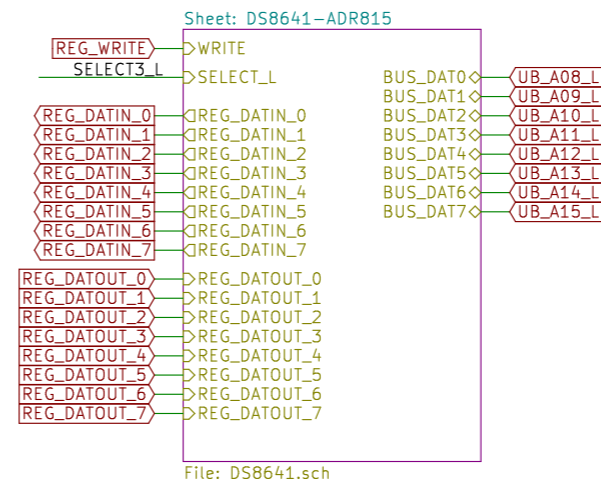 Sheet: DS8641-ADR815
REG_WRITE WRITE
SELECT3_L SELECT_L BUS_DAT0 UB_A08_L
BUS_DAT1 UB_A09_L
REG_DATIN_0 REG_DATIN_0 BUS_DAT2 UB_A10_L
REG_DATIN_1 REG_DATIN_1 BUS_DAT3 UB_A11_L
REG_DATIN_2 REG_DATIN_2 BUS_DAT4 UB_A12_L
REG_DATIN_3 REG_DATIN_3 BUS_DAT5 UB_A13_L
REG_DATIN_4 REG_DATIN_4 BUS_DAT6 UB_A14_L
REG_DATIN_5 REG_DATIN_5 BUS_DAT7 UB_A15_L
REG_DATIN_6 REG_DATIN_6
REG_DATIN_7 REG_DATIN_7
REG_DATOUT_0 REG_DATOUT_0
REG_DATOUT_1 REG_DATOUT_1
REG_DATOUT_2 REG_DATOUT_2
REG_DATOUT_3 REG_DATOUT_3
REG_DATOUT_4 REG_DATOUT_4
REG_DATOUT_5 REG_DATOUT_5
REG_DATOUT_6 REG_DATOUT_6
REG_DATOUT_7 REG_DATOUT_7
File: DS8641.sch